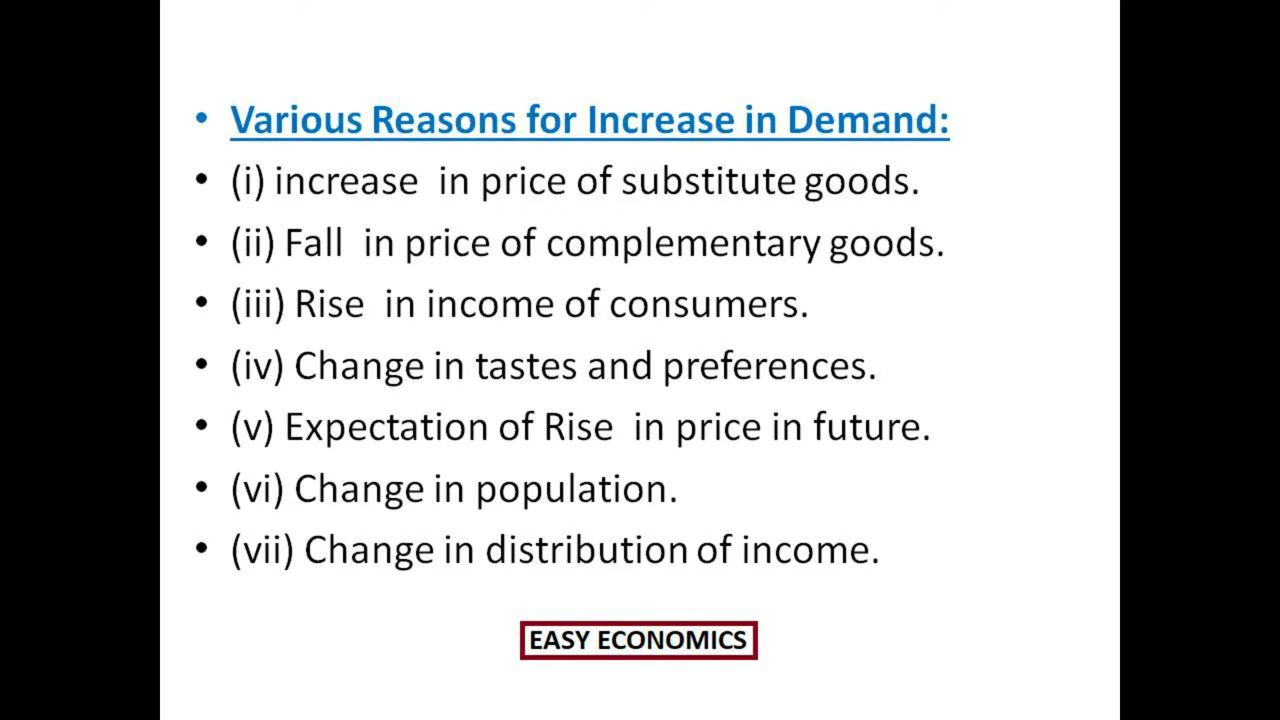 • Various Reasons for Increase in Demand:
• (i) increase  in price of substitute goods.
• (ii) Fall  in price of complementary goods.
• (iii) Rise  in income of consumers.
• (iv) Change in tastes and preferences.
• (v) Expectation of Rise  in price in future.
• (vi) Change in population.
• (vii) Change in distribution of income.
EASY ECONOMICS